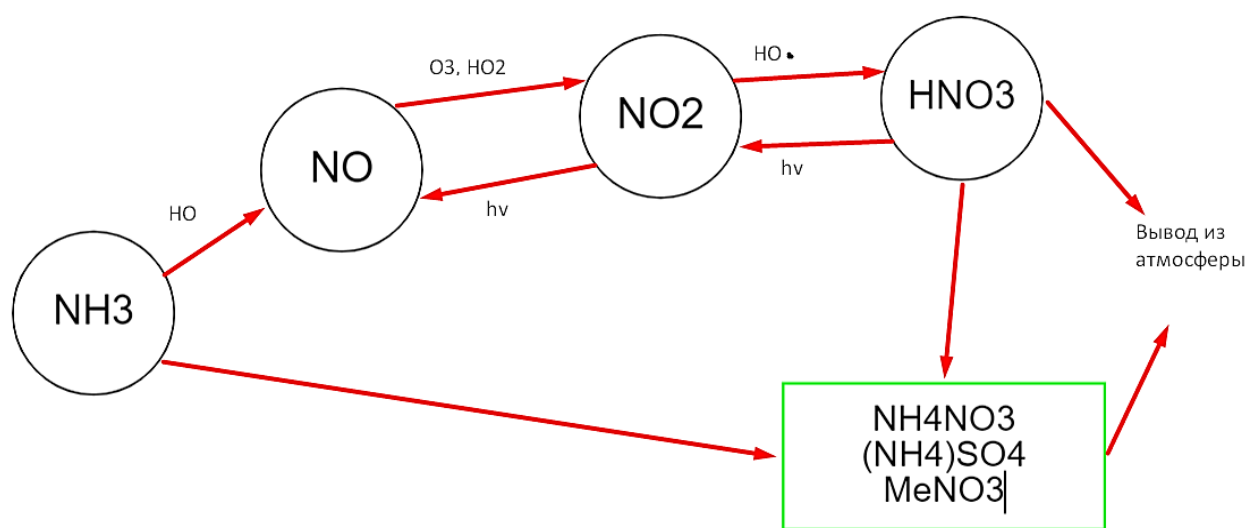 O3, HO2
HO •
HNO3
NO2
NO
hv
hv
HO
NH3
Вывод из
атмосферы
NH4NO3
(NH4)SO4
MeNO3